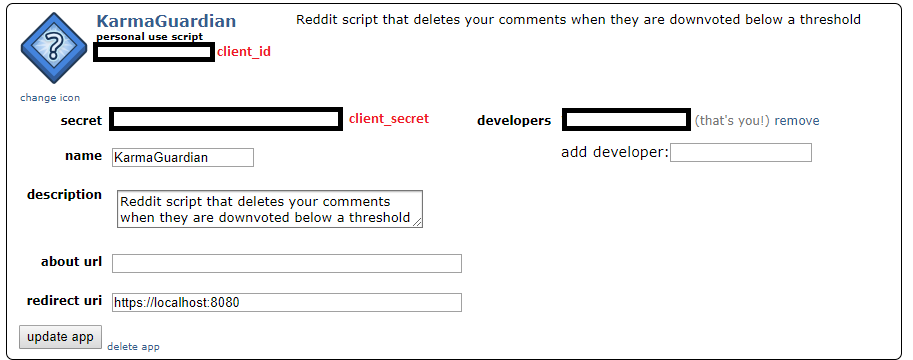 KarmaGuardian
Reddit script that deletes your comments when they are downvoted below a threshold
personal use script
client_id
change icon
secret
client_secret
developers
(that's you!) remove
name
KarmaGuardian
add developer:
description
Reddit script that deletes your comments
when they are downvoted below a threshold
about url
redirect uri
https://localhost:8080
update app
delete app